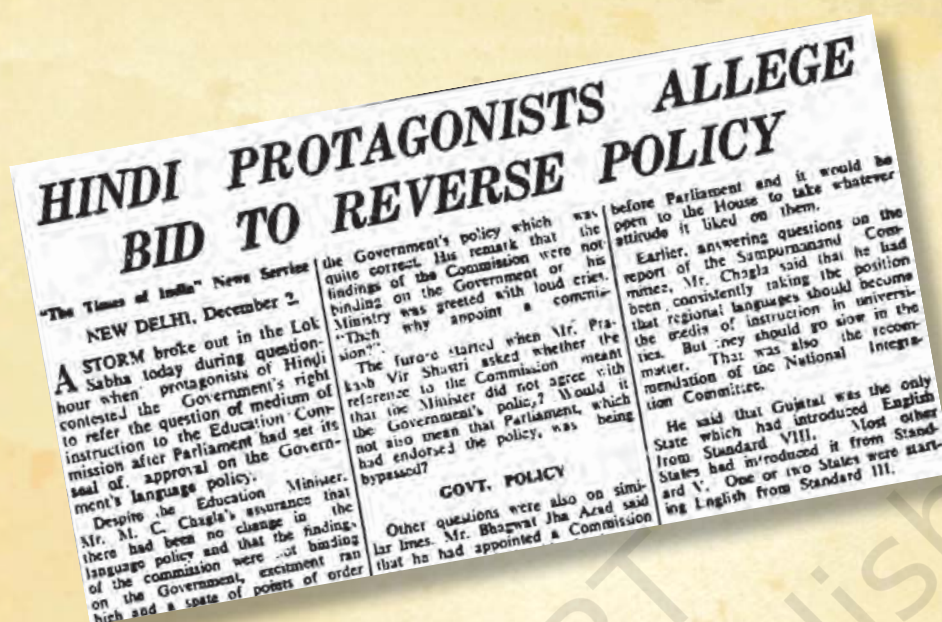 HINDI PROTAGONISTS ALLEGE
BID TO REVERSE POLICY
"The Times of India" News Service
NEW DELHI, December 2.
A STORM broke out in the Lok
Sabha today during question-
hour when protagonists of Hindi
contested the Government's right
to refer the question of medium of
instruction to the Education Com-
mission after Parliament had set its
seal of approval on the Govern-
ment's language policy.
Despite the Education Minister,
Mr. M. C. Chagla's assurance that
there had been no change in the
language policy and that the finding
of the commission were not binding
on the Government, excitment ran
high and a spate of points of order
the Government's policy which was
quite correct. His remark that the
findings of the Commission were not
binding on the Government or his
Ministry was greeted with loud cries,
"Then why appoint a commis-
sion?".
The furore started when Mr. Pra-
kash Vir Shastri asked whether the
reference to the Commission meant
that the Minister did not agree with
the Government's policy? Would it
not also mean that Parliament, which
had endorsed the policy, was being
bypassed?
GOVT. POLICY
Other questions were also on simi-
lar lines. Mr. Bhagwat Jha Azad said
that he had appointed a Commission
before Parliament and it would be
open to the House to take whatever
attitude it liked on them.
Earlier, answering questions on the
report of the Sampurnanand Com-
mittee, Mr. Chagla said that he had
been consistently taking the position
that regional languages should become
the media of instruction in universi-
ties. But they should go slow in the
matter. That was also the recom-
mendation of the National Integra-
tion Committee.
He said that Gujarat was the only
State which had introduced English
from Standard VIII. Most other
States had introduced it from Stand-
ard V. One or two States were start-
ing English from Standard III.